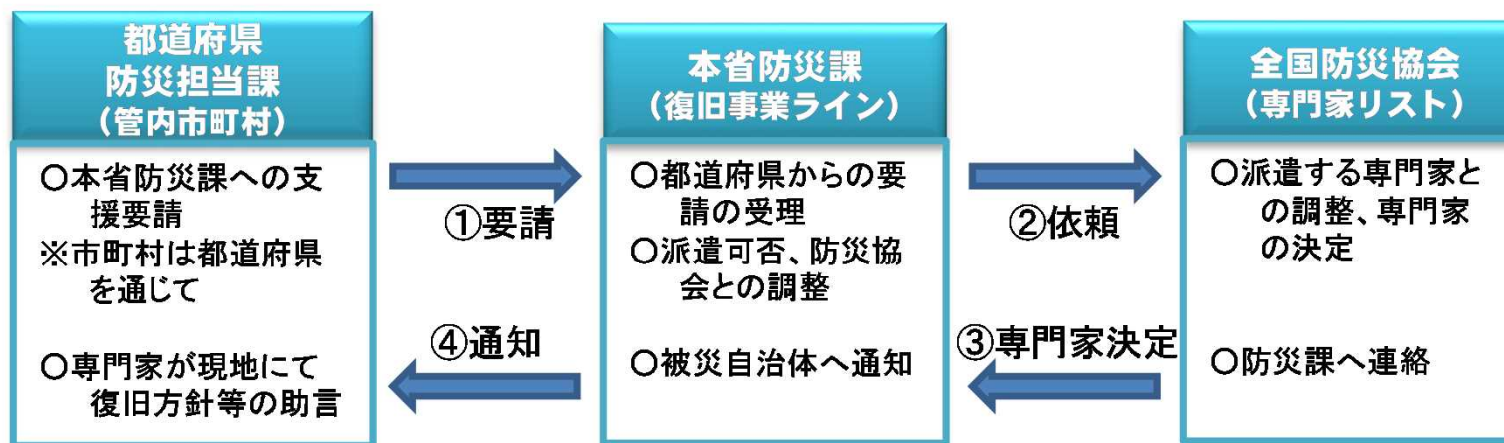 都道府県
防災担当課
(管内市町村)
○本省防災課への支
援要請
※市町村は都道府県
を通じて
○専門家が現地にて
復旧方針等の助言
①要請
④通知
本省防災課
(復旧事業ライン)
○都道府県からの要
請の受理
○派遣可否、防災協
会との調整
○被災自治体へ通知
②依頼
③専門家決定
全国防災協会
(専門家リスト)
○派遣する専門家と
の調整、専門家
の決定
○防災課へ連絡